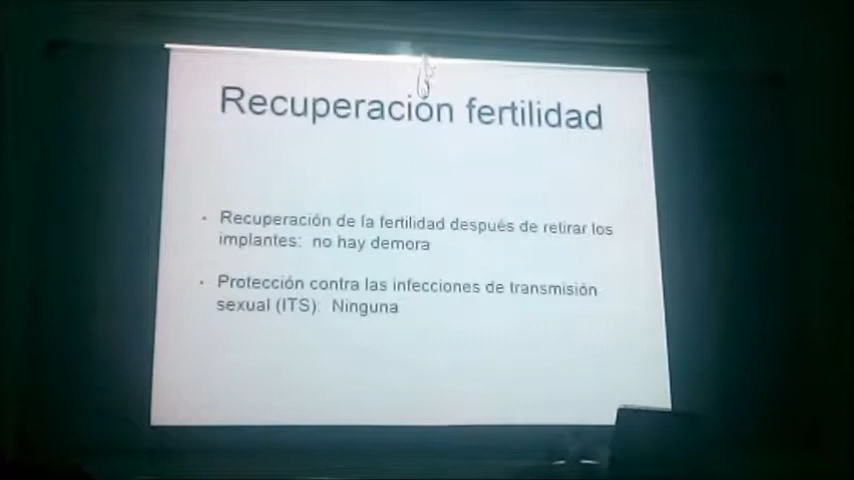 Recuperación fertilidad
• Recuperación de la fertilidad después de retirar los
implantes: no hay demora
• Protección contra las infecciones de transmisión
sexual (ITS): Ninguna